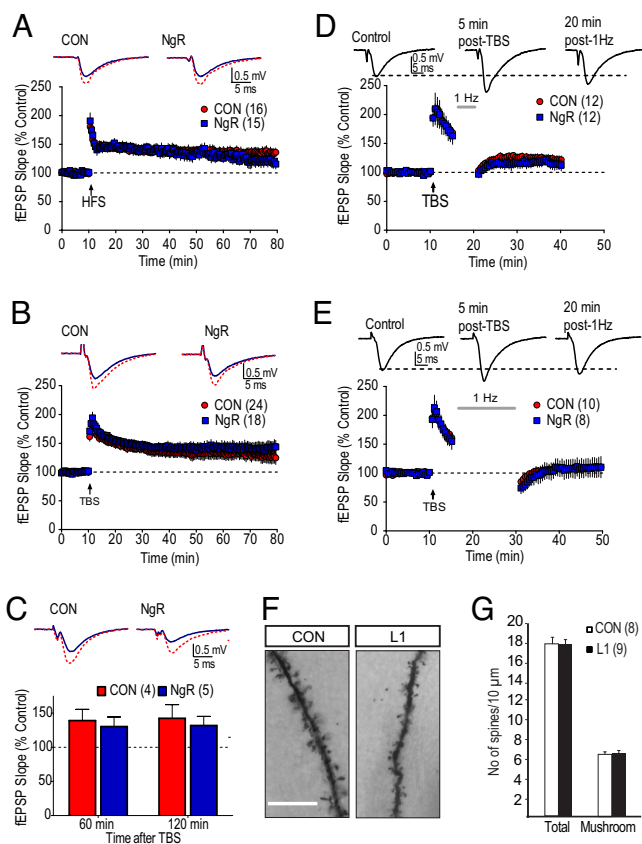 A
CON
NgR
0.5 mV
5 ms
fEPSP Slope (% Control)
250
200
150
100
50
0
CON (16)
NgR (15)
HFS
0 10 20 30 40 50 60 70 80
Time (min)
B
CON
NgR
0.5 mV
5 ms
fEPSP Slope (% Control)
250
200
150
100
50
0
CON (24)
NgR (18)
TBS
0 10 20 30 40 50 60 70 80
Time (min)
C
CON
NgR
0.5 mV
5 ms
fEPSP Slope (% Control)
150
100
50
0
CON (4)
NgR (5)
60 min
120 min
Time after TBS
D
Control
5 min
post-TBS
20 min
post-1Hz
0.5 mV
5 ms
fEPSP Slope (% Control)
250
200
150
100
50
0
1 Hz
CON (12)
NgR (12)
TBS
0 10 20 30 40 50
Time (min)
E
Control
5 min
post-TBS
20 min
post-1Hz
0.5 mV
5 ms
fEPSP Slope (% Control)
250
200
150
100
50
0
1 Hz
CON (10)
NgR (8)
TBS
0 10 20 30 40 50
Time (min)
F
CON
L1
G
CON (8)
L1 (9)
No of spines/10 µm
18
16
14
12
10
8
6
4
2
Total
Mushroom